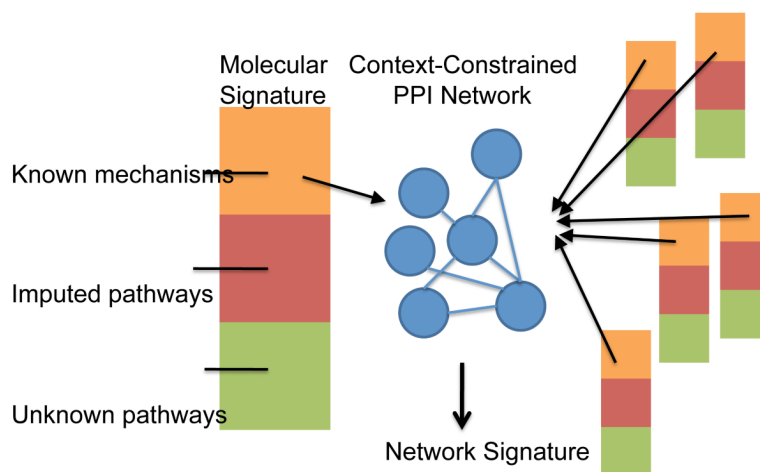 Molecular
Signature
Context-Constrained
PPI Network
Known mechanisms
Imputed pathways
Unknown pathways
Network Signature